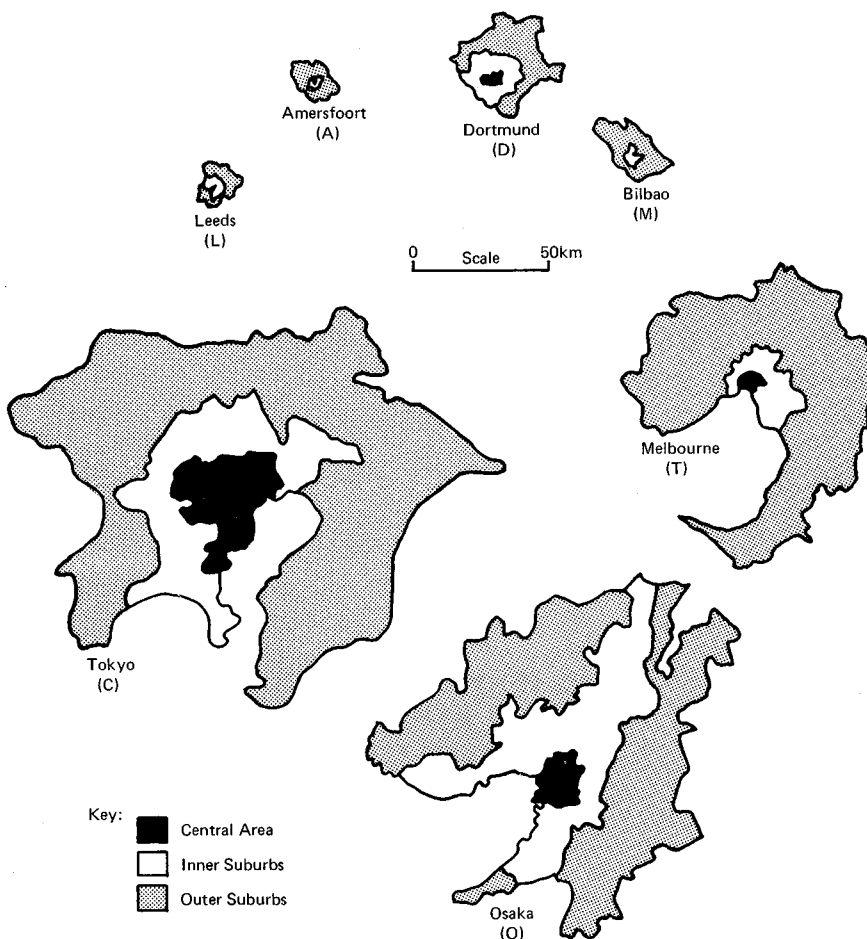 Amersfoort
(A)
Dortmund
(D)
Bilbao
(M)
Leeds
(L)
0 Scale 50km
Melbourne
(T)
Tokyo
(C)
Osaka
(O)
Key:
Central Area
Inner Suburbs
Outer Suburbs